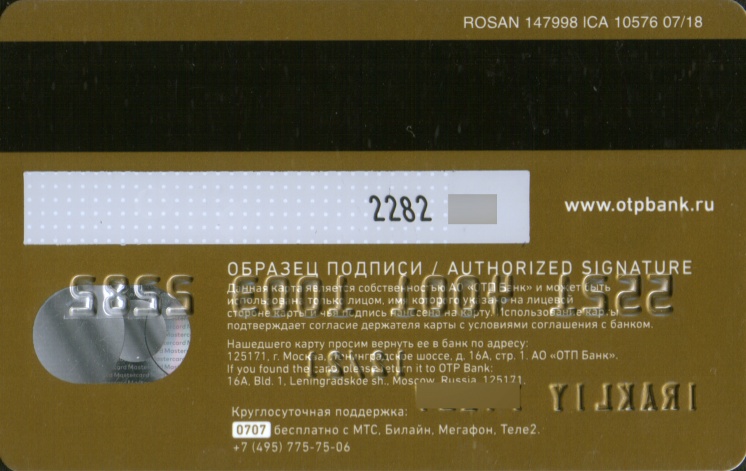 ROSAN 147998 ICA 10576 07/18
2282
www.otpbank.ru
ОБРАЗЕЦ ПОДПИСИ / AUTHORIZED SIGNATURE
Данная карта является собственностью АО «ОТП Банк» и может быть
использована только лицом, имя которого указано на лицевой
стороне карты и чья подпись нанесена на карту. Использование карты
подтверждает согласие держателя карты с условиями соглашения с банком.
Нашедшего карту просим вернуть ее в банк по адресу:
125171, г. Москва, Ленинградское шоссе, д. 16А, стр. 1. АО «ОТП Банк».
If you found the card please return it to OTP Bank:
16A, Bld. 1, Leningradskoe sh., Moscow, Russia, 125171.
IRAKLIY
Круглосуточная поддержка:
0707 бесплатно с МТС, Билайн, Мегафон, Теле2.
+7 (495) 775-75-06